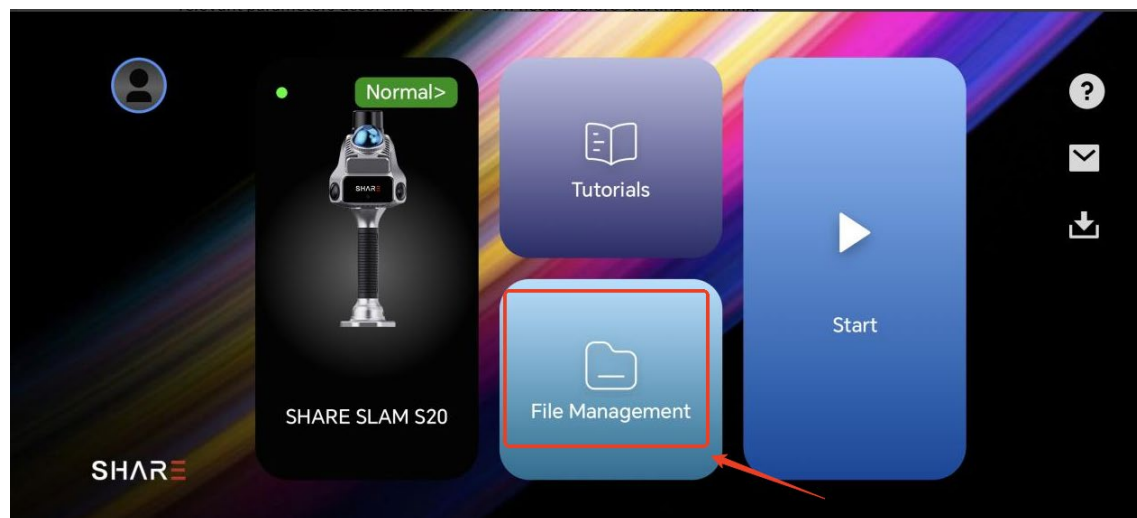 Normal>
SHARE
SHARE SLAM S20
Tutorials
File Management
Start
?
SHARE